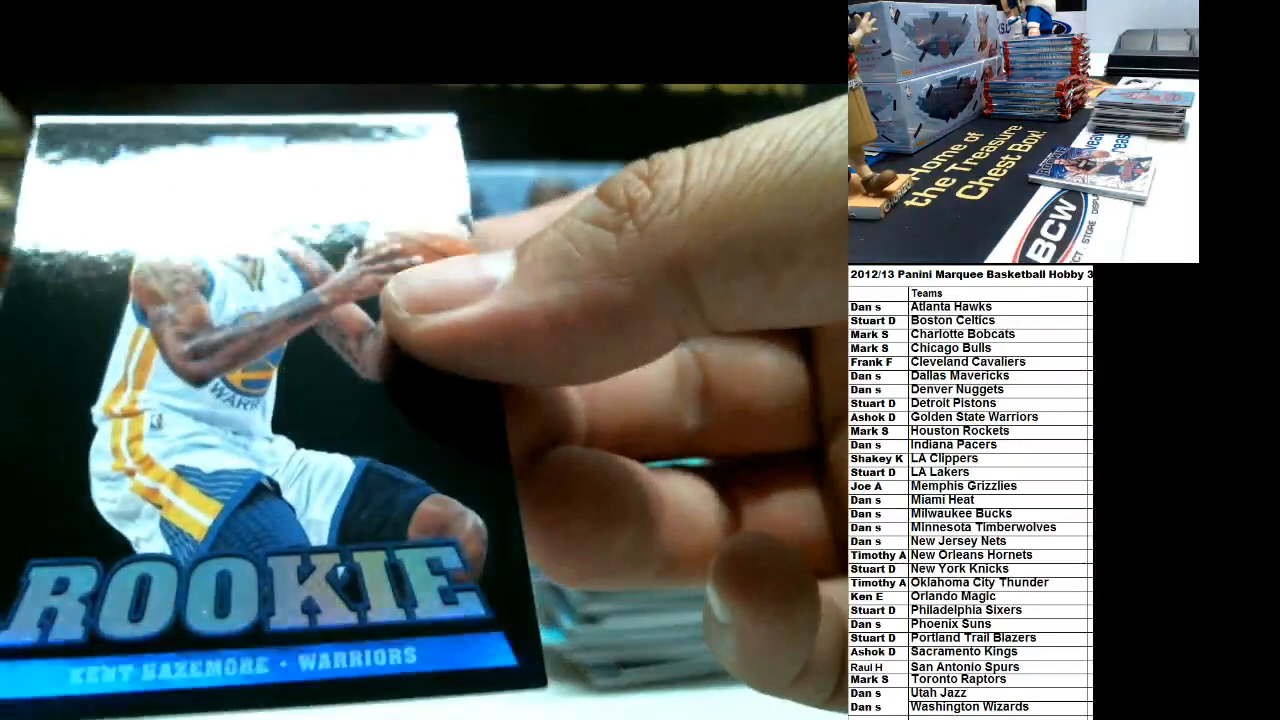 WARR
ROOKIE
KENT BAZEMORE • WARRIORS
Home of
the Treasure
Chest Box!
CHORIZO
ROOKIE
BCW
STORE
2012/13 Panini Marquee Basketball Hobby 3
Teams
Dan s Atlanta Hawks
Stuart D Boston Celtics
Mark S Charlotte Bobcats
Mark S Chicago Bulls
Frank F Cleveland Cavaliers
Dan s Dallas Mavericks
Dan s Denver Nuggets
Stuart D Detroit Pistons
Ashok D Golden State Warriors
Mark S Houston Rockets
Dan s Indiana Pacers
Shakey K LA Clippers
Stuart D LA Lakers
Joe A Memphis Grizzlies
Dan s Miami Heat
Dan s Milwaukee Bucks
Dan s Minnesota Timberwolves
Dan s New Jersey Nets
Timothy A New Orleans Hornets
Stuart D New York Knicks
Timothy A Oklahoma City Thunder
Ken E Orlando Magic
Stuart D Philadelphia Sixers
Dan s Phoenix Suns
Stuart D Portland Trail Blazers
Ashok D Sacramento Kings
Raul H San Antonio Spurs
Mark S Toronto Raptors
Dan s Utah Jazz
Dan s Washington Wizards